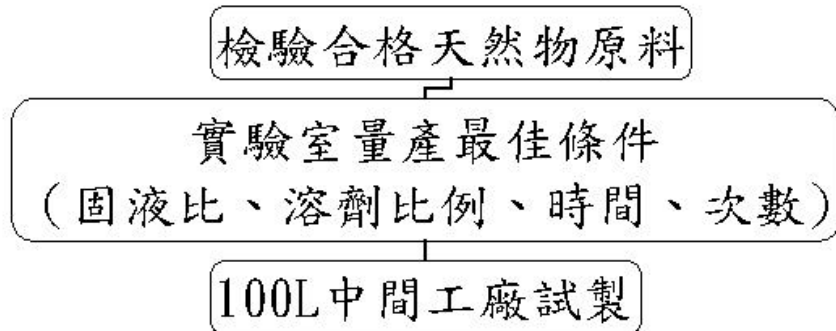 檢驗合格天然物原料
實驗室量產最佳條件
（固液比、溶劑比例、時間、次數）
100L中間工廠試製